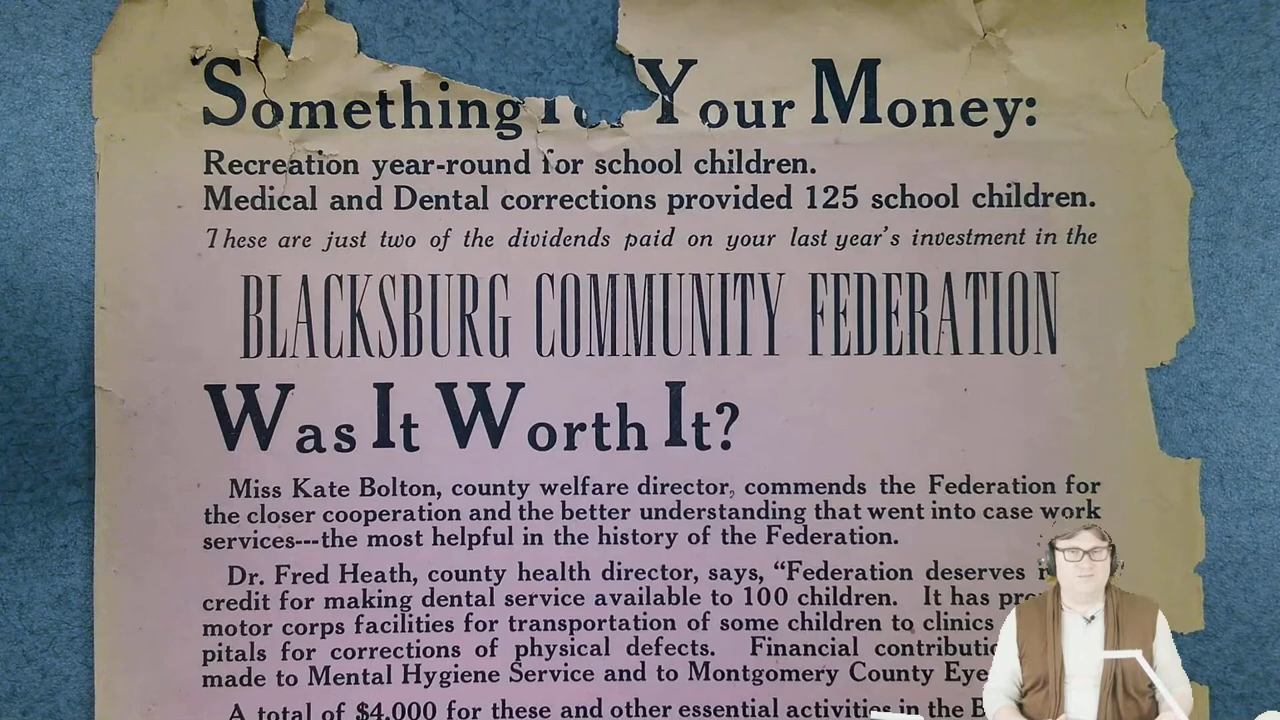 Something for Your Money:
Recreation year-round for school children.
Medical and Dental corrections provided 125 school children.
These are just two of the dividends paid on your last year's investment in the
BLACKSBURG COMMUNITY FEDERATION
Was It Worth It?
Miss Kate Bolton, county welfare director, commends the Federation for
the closer cooperation and the better understanding that went into case work
services---the most helpful in the history of the Federation.
Dr. Fred Heath, county health director, says, "Federation deserves
credit for making dental service available to 100 children. It has
motor corps facilities for transportation of some children to clinics
pitals for corrections of physical defects. Financial
made to Mental Hygiene Service and to Montgomery County Eye
A total of $4,000 for these and other essential activities in the